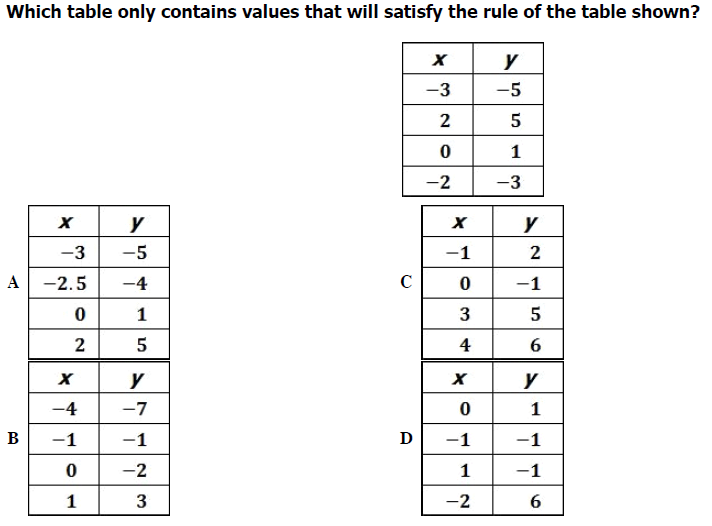 Which table only contains values that will satisfy the rule of the table shown?
x y
−3 −5
2 5
0 1
−2 −3
A
x y
−3 −5
−2.5 −4
0 1
2 5
B
x y
−4 −7
−1 −1
0 −2
1 3
C
x y
−1 2
0 −1
3 5
4 6
D
x y
0 1
−1 −1
1 −1
−2 6